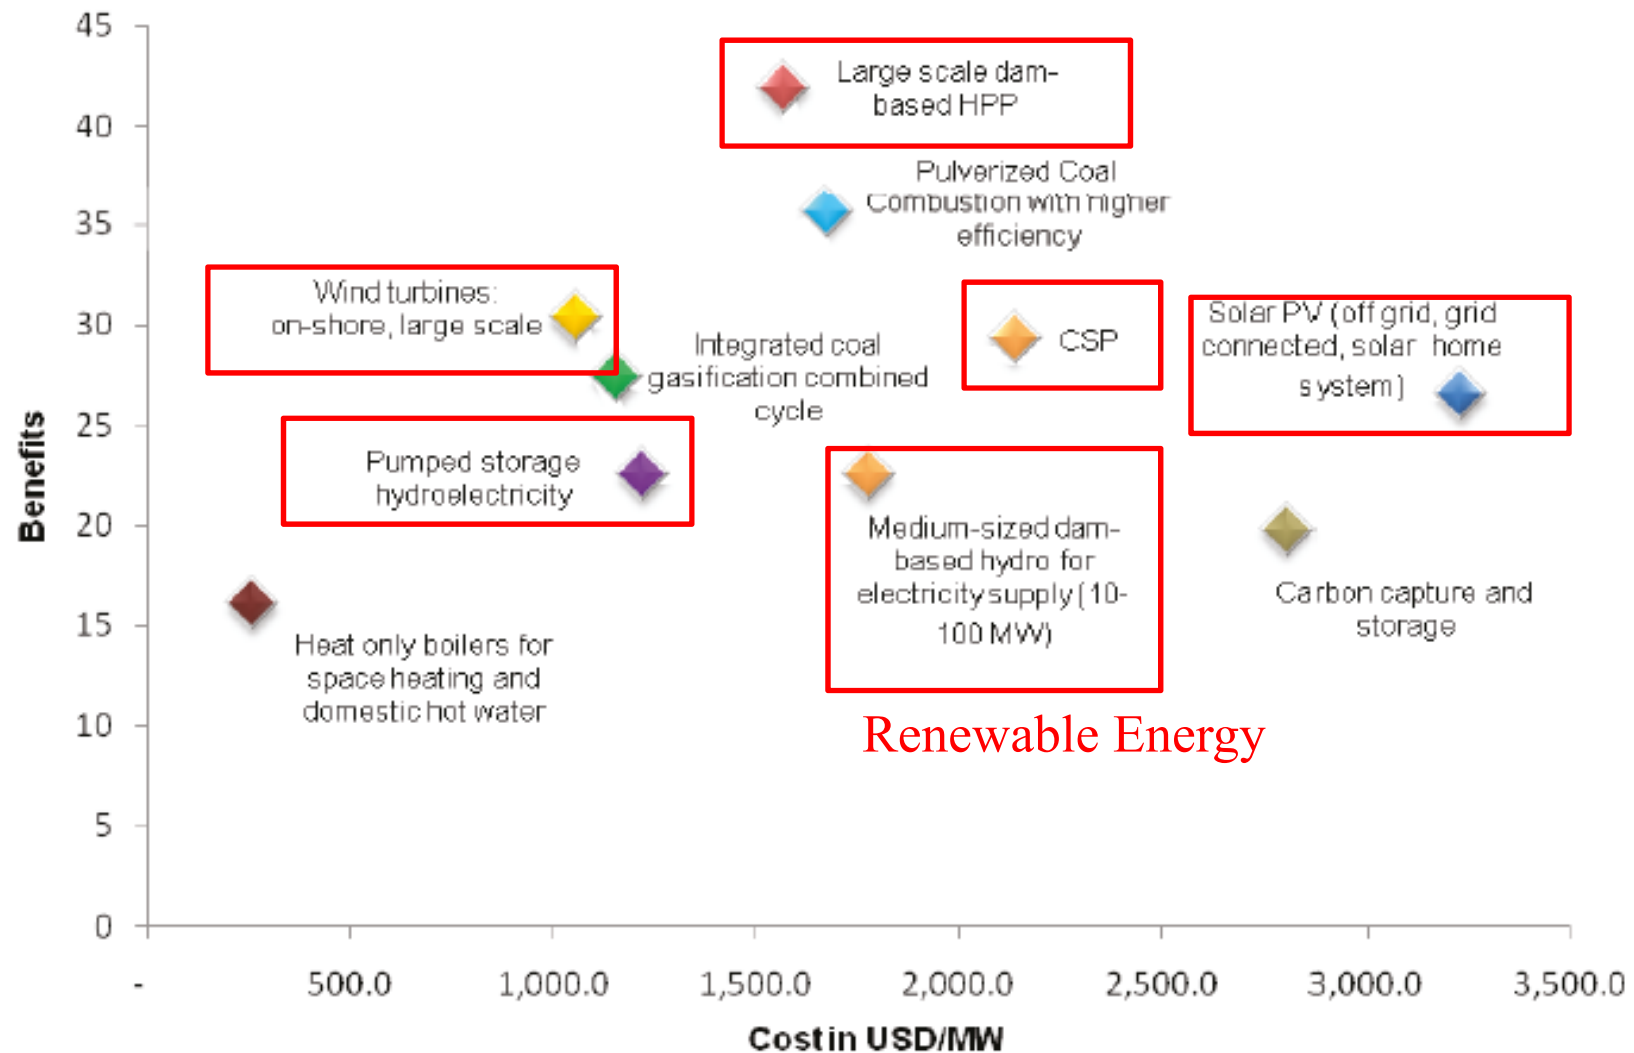 45
40
35
30
25
20
15
10
5
0
Benefits
Large scale dam-
based HPP
Pulverized Coal
Combustion with higher
efficiency
Wind turbines:
on-shore, large scale
Integrated coal
gasification combined
cycle
CSP
Solar PV (off grid, grid
connected, solar home
system)
Pumped storage
hydroelectricity
Medium-sized dam-
based hydro for
electricity supply (10-
100 MW)
Carbon capture and
storage
Heat only boilers for
space heating and
domestic hot water
Renewable Energy
-
500.0
1,000.0
1,500.0
2,000.0
2,500.0
3,000.0
3,500.0
Cost in USD/MW